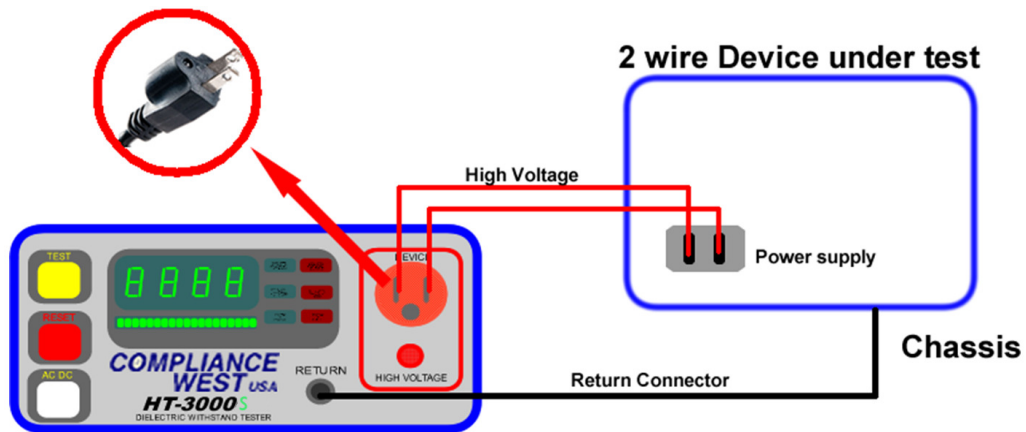 2 wire Device under test
High Voltage
Power supply
TEST
8888
DEVICE
RESET
COMPLIANCE
WEST USA
RETURN
AC DC
HT-3000S
DIELECTRIC WITHSTAND TESTER
HIGH VOLTAGE
Return Connector
Chassis